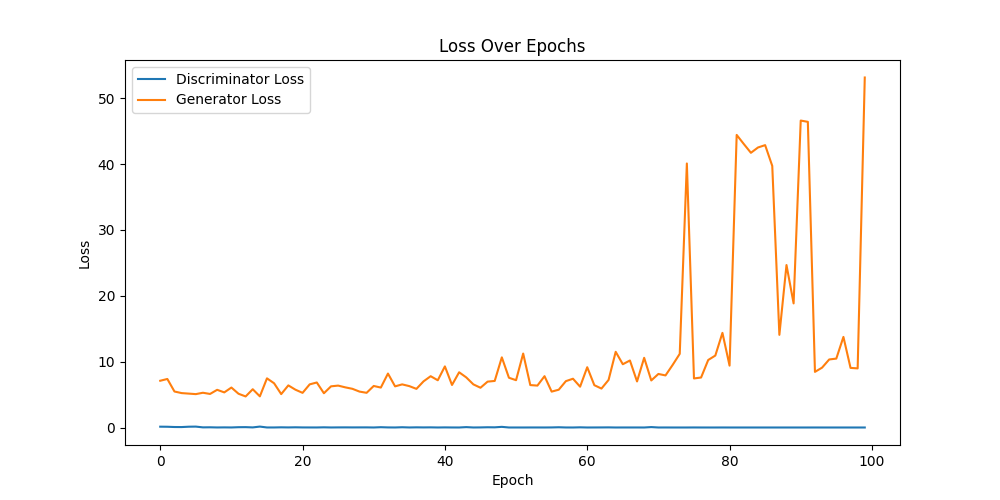 Loss Over Epochs
Discriminator Loss
Generator Loss
50
40
30
20
10
0
Loss
0 20 40 60 80 100
Epoch